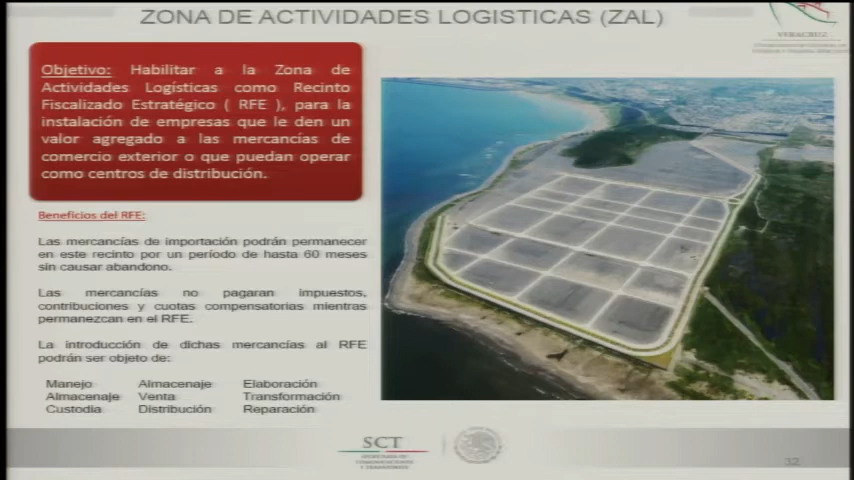 ZONA DE ACTIVIDADES LOGISTICAS (ZAL)
VERACRUZ
Objetivo: Habilitar a la Zona de
Actividades Logísticas como Recinto
Fiscalizado Estratégico ( RFE ), para la
instalación de empresas que le den un
valor agregado a las mercancías de
comercio exterior o que puedan operar
como centros de distribución.
Beneficios del RFE:
Las mercancías de importación podrán permanecer
en este recinto por un período de hasta 60 meses
sin causar abandono.
Las mercancías no pagaran impuestos,
contribuciones y cuotas compensatorias mientras
permanezcan en el RFE.
La introducción de dichas mercancías al RFE
podrán ser objeto de:
Manejo Almacenaje Elaboración
Almacenaje Venta Transformación
Custodia Distribución Reparación
SCT
SECRETARÍA DE
COMUNICACIONES
Y TRANSPORTES
12